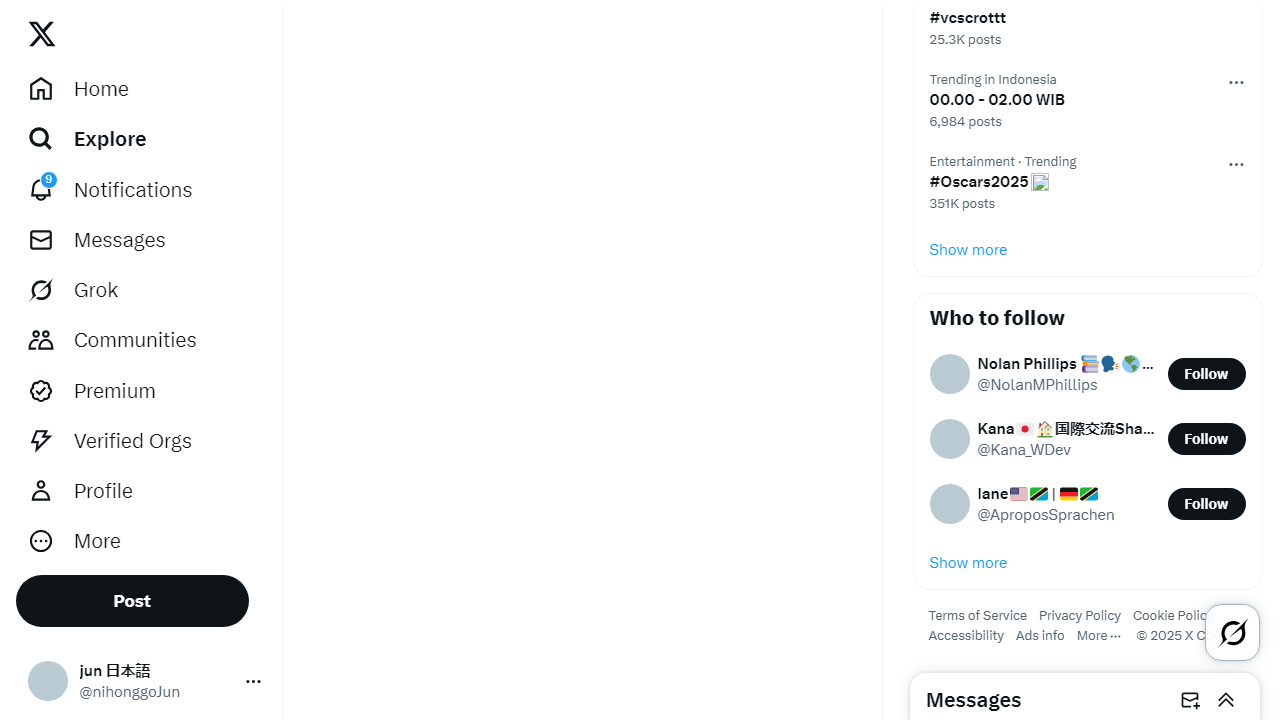 Home
Explore
9
Notifications
Messages
Grok
Communities
Premium
Verified Orgs
Profile
More
Post
jun 日本語
@nihonggoJun
#vcscrottt
25.3K posts
Trending in Indonesia
00.00 - 02.00 WIB
6,984 posts
Entertainment · Trending
#Oscars2025
351K posts
Show more
Who to follow
Nolan Phillips 📚🗣️🌎...
@NolanMPhillips
Follow
Kana🇯🇵🏠国際交流Sha...
@Kana_WDev
Follow
lane🇺🇸🇹🇿 | 🇩🇪🇹🇿
@AproposSprachen
Follow
Show more
Terms of Service Privacy Policy Cookie
Accessibility Ads info More ··· © 2025 X
Messages